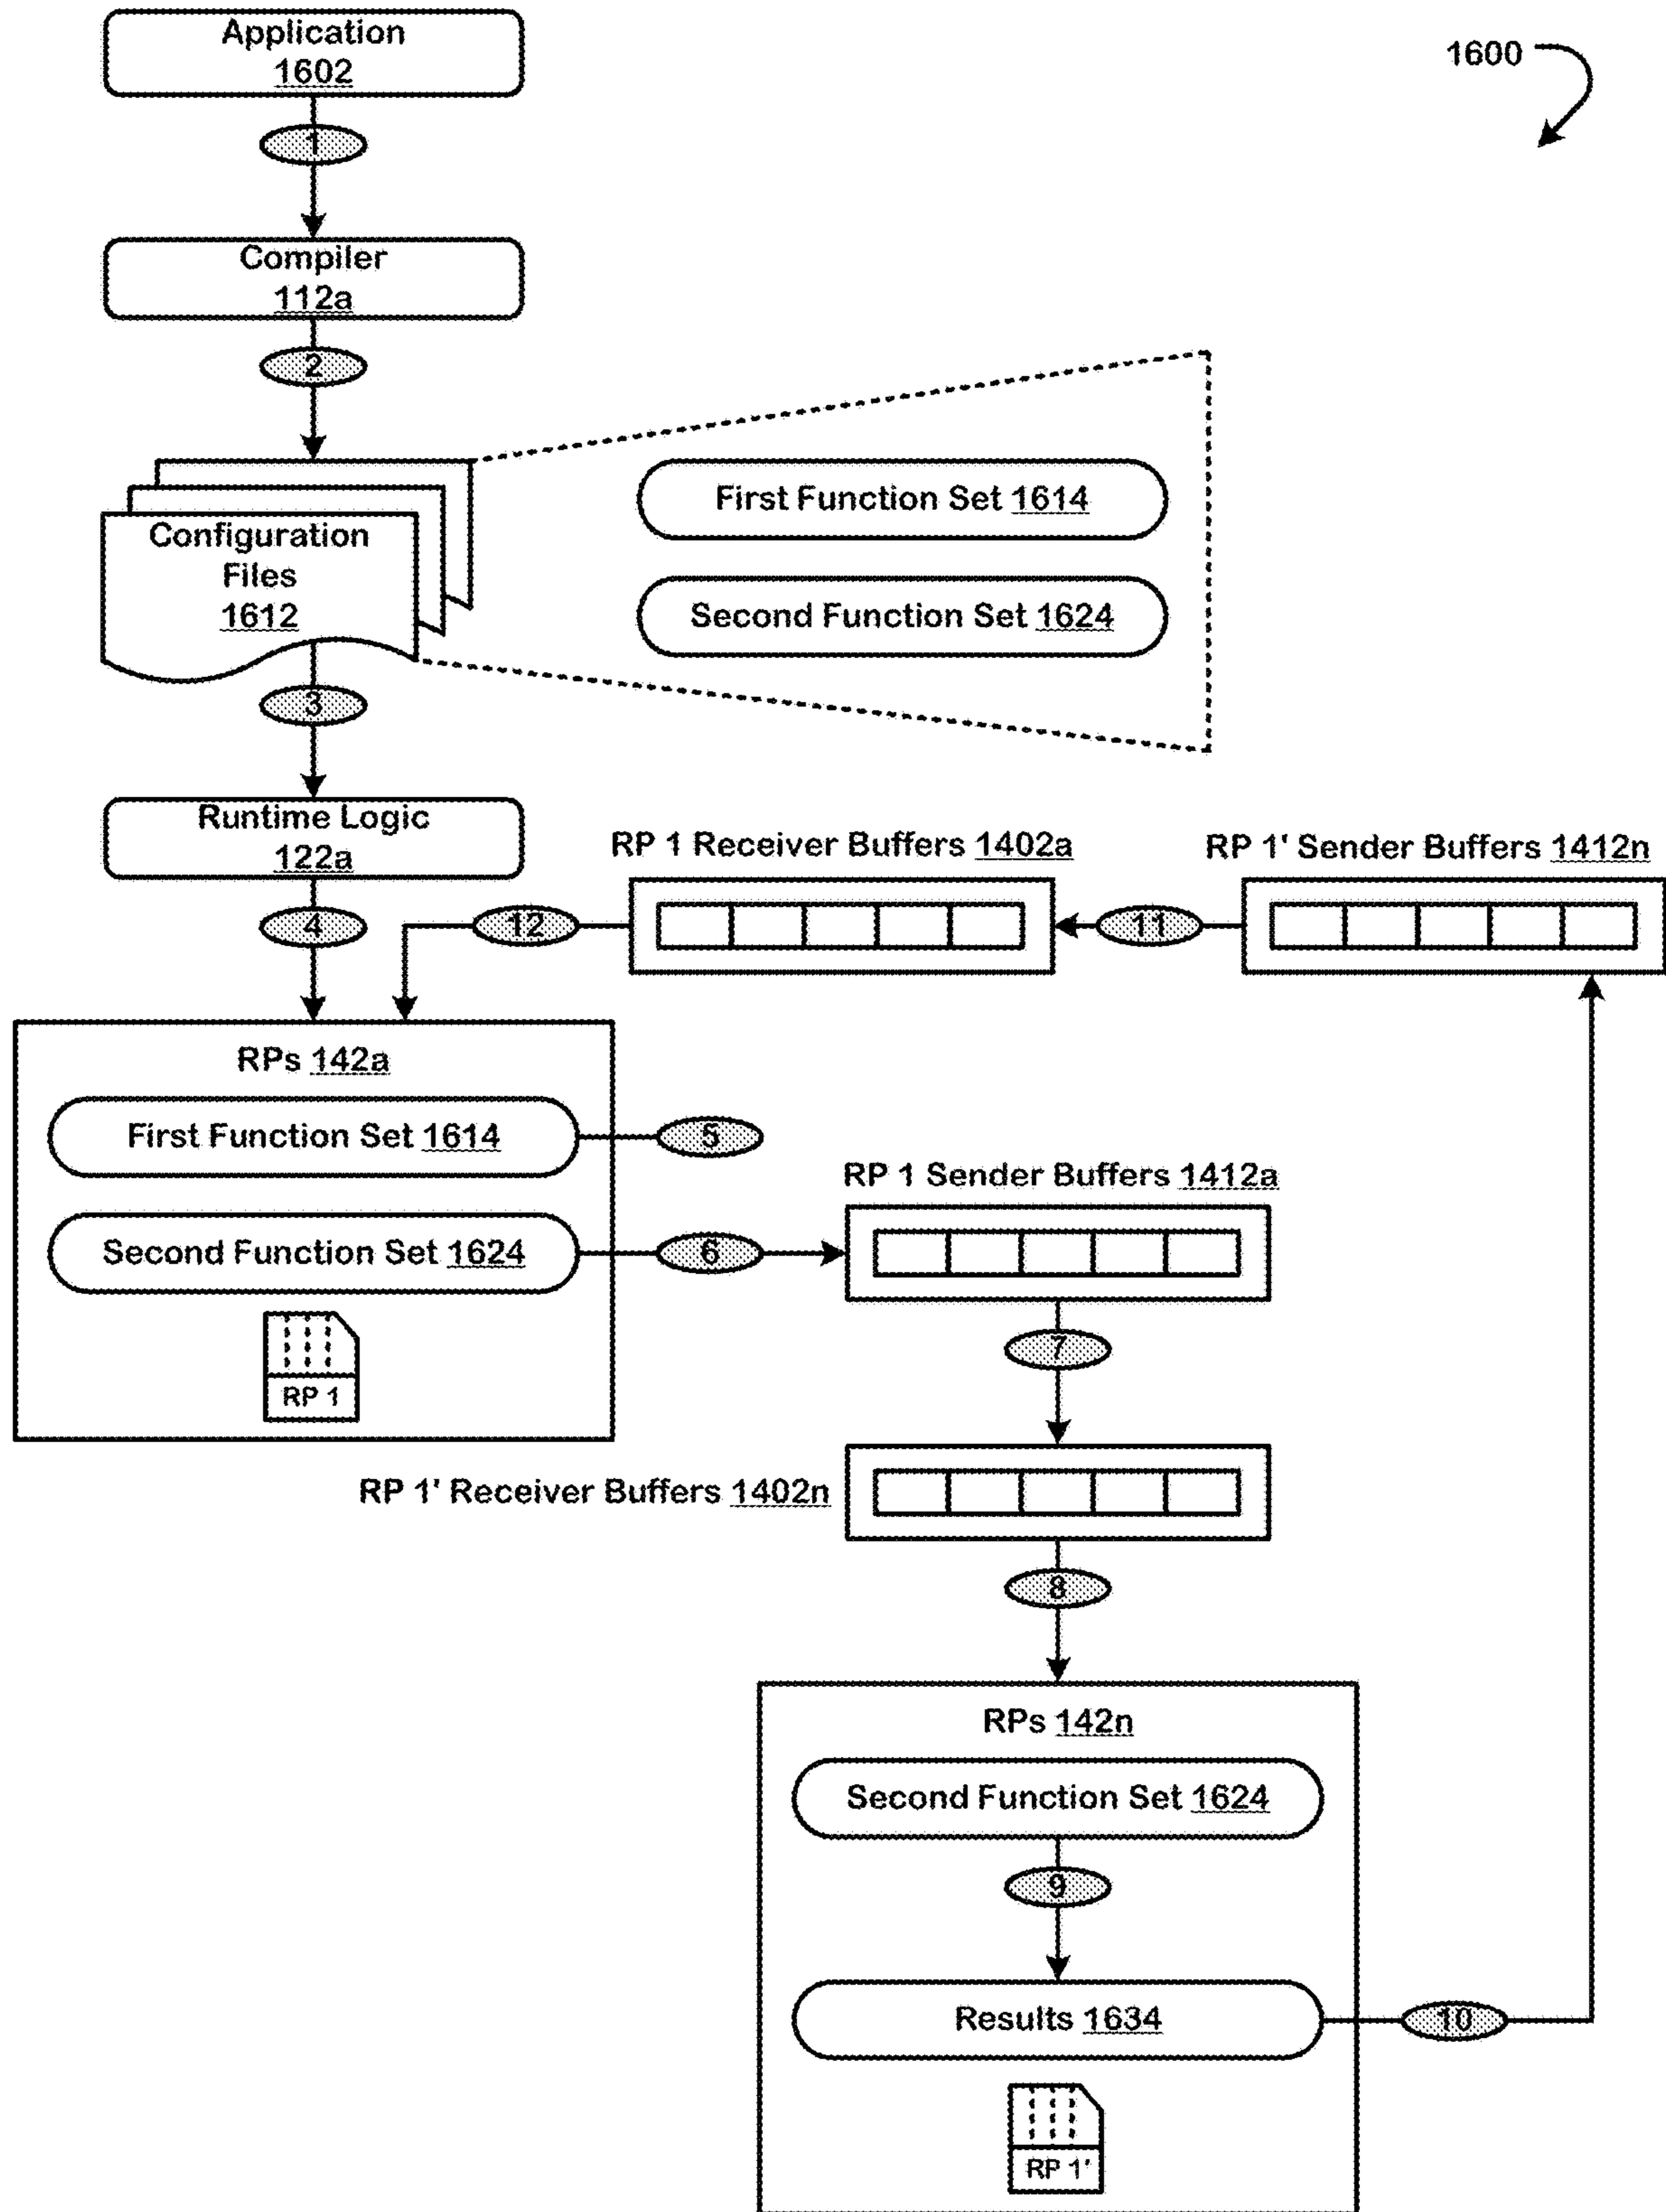 Application
1602
1600
1
Compiler
112a
2
First Function Set 1614
Configuration
Files
1612
Second Function Set 1624
3
Runtime Logic
122a
RP 1 Receiver Buffers 1402a
RP 1' Sender Buffers 1412n
4
12
11
RPs 142a
First Function Set 1614
5
RP 1 Sender Buffers 1412a
Second Function Set 1624
6
7
RP 1
RP 1' Receiver Buffers 1402n
8
RPs 142n
Second Function Set 1624
9
Results 1634
10
RP 1'